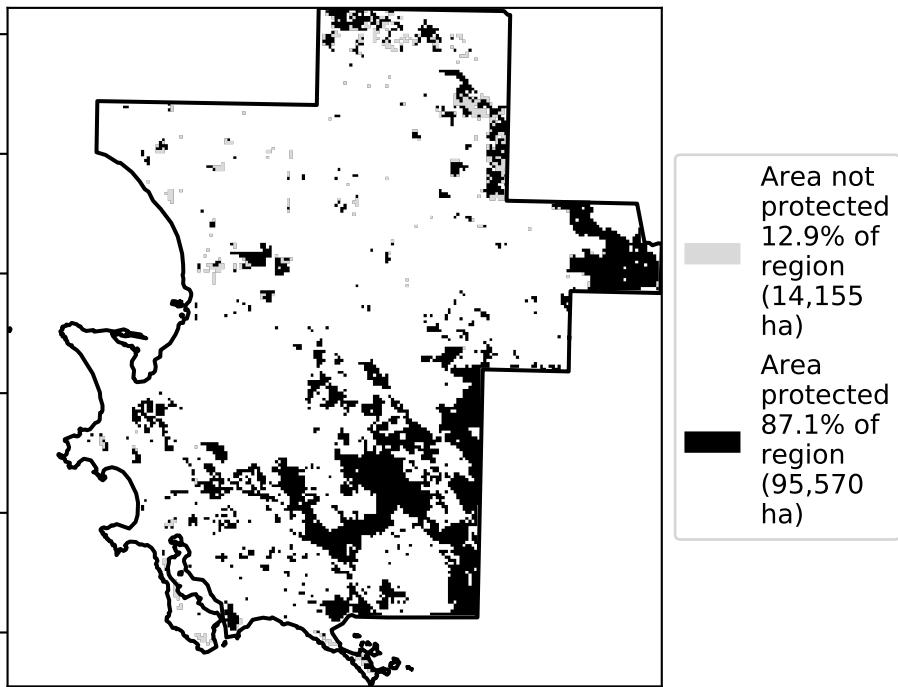 Area not
protected
12.9% of
region
(14,155
ha)
Area
protected
87.1% of
region
(95,570
ha)